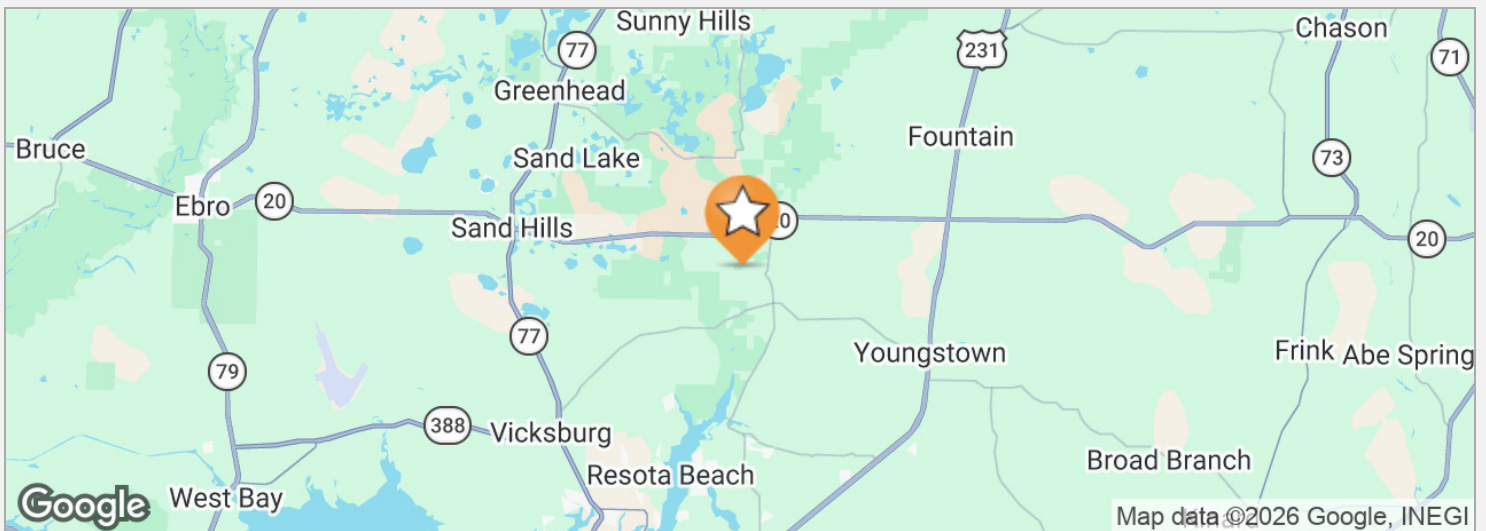 Sunny Hills
Chason
77
231
71
Greenhead
Bruce
Fountain
Sand Lake
73
Ebro
20
Sand Hills
20
77
Youngstown
Frink
Abe Spring
79
388
Vicksburg
Broad Branch
Resota Beach
West Bay
Google
Map data ©2026 Google, INEGI